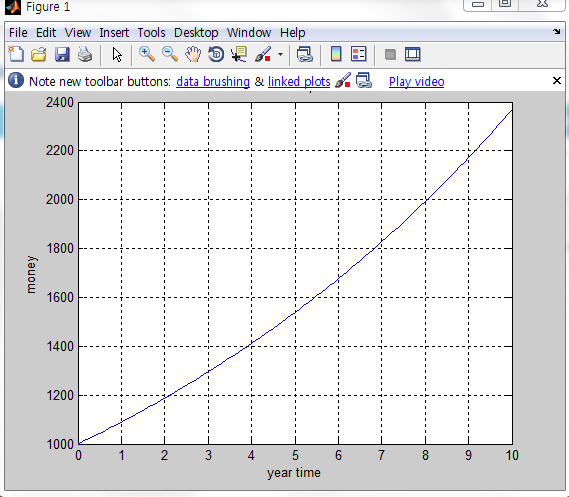 Figure 1
File Edit View Insert Tools Desktop Window Help
Note new toolbar buttons: data brushing & linked plots Play video
2400
2200
2000
1800
1600
1400
1200
1000
money
0 1 2 3 4 5 6 7 8 9 10
year time